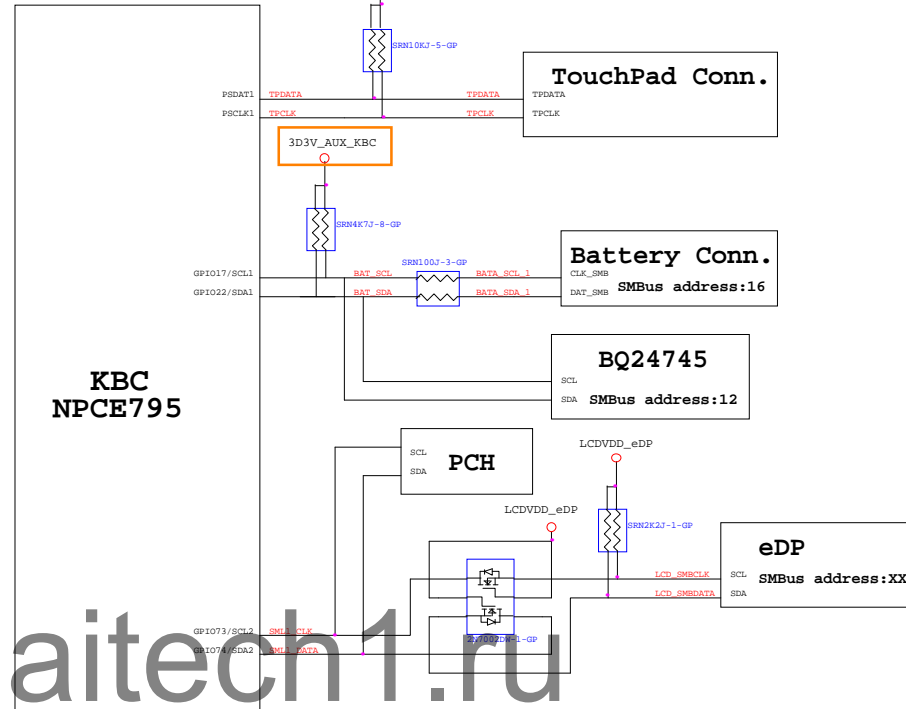 SRN10KJ-5-GP
TouchPad Conn.
PSDAT1 TPDATA TPDATA TPDATA
PSCLK1 TPCLK TPCLK TPCLK
3D3V_AUX_KBC
SRN4K7J-8-GP
Battery Conn.
SRN100J-3-GP
GPIO17/SCL1 BAT_SCL BATA_SCL_1 CLK_SMB
SMBus address:16
GPIO22/SDA1 BAT_SDA BATA_SDA_1 DAT_SMB
BQ24745
KBC
NPCE795
SCL
SDA SMBus address:12
LCDVDD_eDP
SCL
PCH
SDA
LCDVDD_eDP
SRN2K2J-1-GP
eDP
LCD_SMBCLK SCL
SMBus address:XX
LCD_SMBDATA SDA
GPIO73/SCL2 SML1_CLK
2N7002DW-1-GP
GPIO74/SDA2 SML1_DATA
aitech1.ru